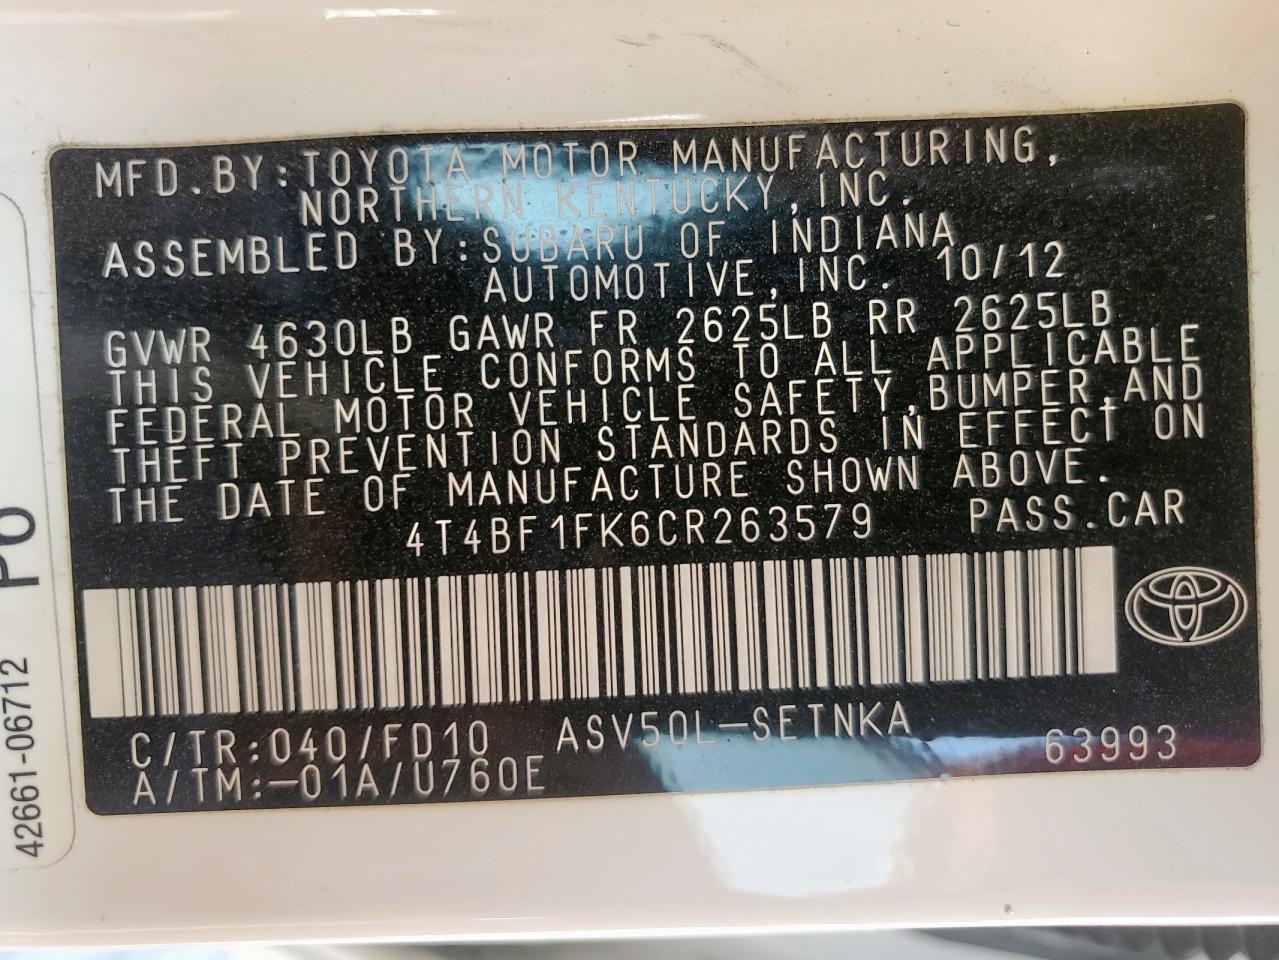 MFD.BY:TOYOTA MOTOR MANUFACTURING,
NORTHERN KENTUCKY,INC.
ASSEMBLED BY:SUBARU OF INDIANA
AUTOMOTIVE,INC. 10/12
GVWR 4630LB GAWR FR 2625LB RR 2625LB
THIS VEHICLE CONFORMS TO ALL APPLICABLE
FEDERAL MOTOR VEHICLE SAFETY,BUMPER,AND
THEFT PREVENTION STANDARDS IN EFFECT ON
THE DATE OF MANUFACTURE SHOWN ABOVE.
4T4BF1FK6CR263579 PASS.CAR
C/TR:040/FD10 ASV50L-SETNKA
A/TM:-01A/U760E 63993
42661-06712 PO